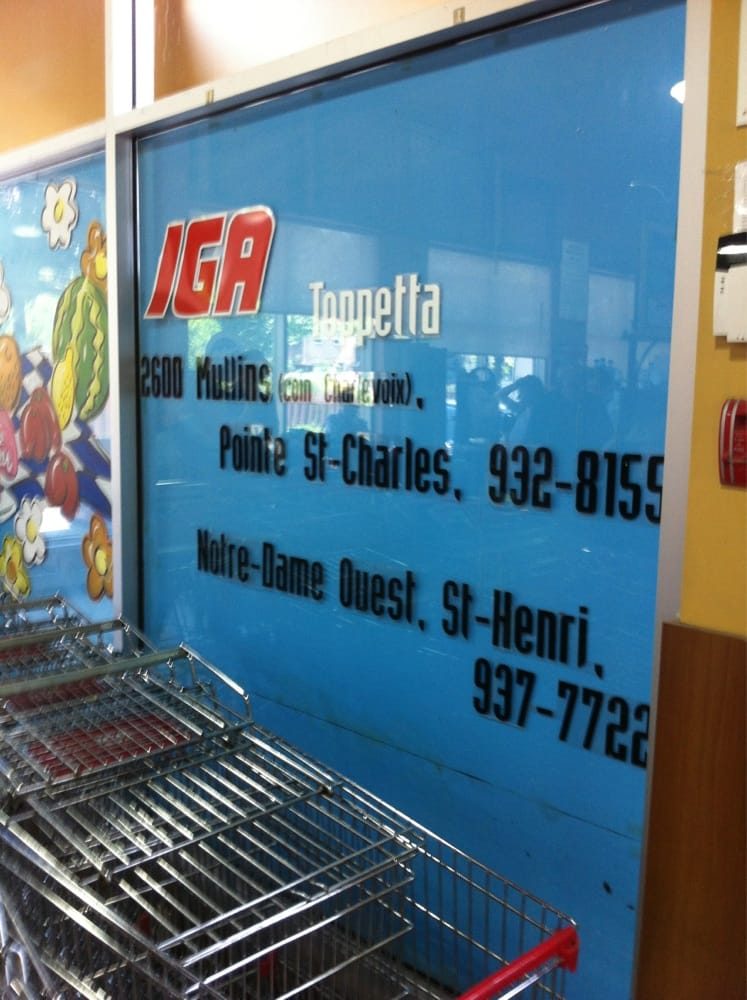 IGA
Toppetta
2600 Mullins (coin Charlevoix),
Pointe St-Charles, 932-8155
Notre-Dame Ouest, St-Henri,
937-7722